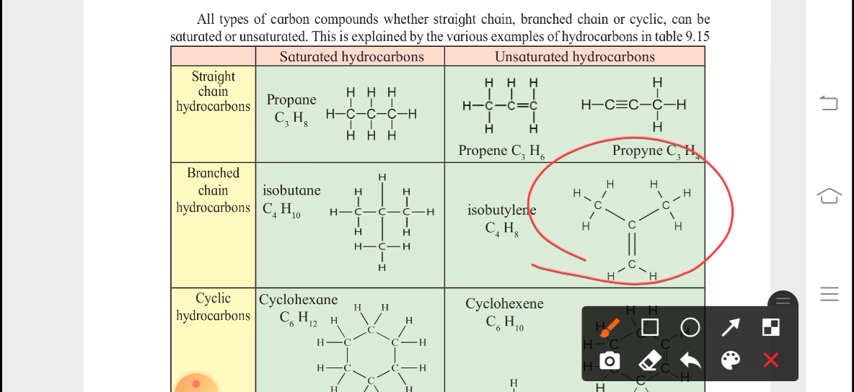 All types of carbon compounds whether straight chain, branched chain or cyclic, can be
saturated or unsaturated. This is explained by the various examples of hydrocarbons in table 9.15
Saturated hydrocarbons Unsaturated hydrocarbons
Straight
chain
hydrocarbons
Propane
C3 H8
H H H
H-C-C-C-H
H H H
H H H
H-C-C=C
H H
Propene C3 H6
H
H-C≡C-C-H
H
Propyne C3 H4
Branched
chain
hydrocarbons
isobutane
C4 H10
H
H H
H-C-C-C-H
H H
H-C-H
H
isobutylene
C4 H8
H H
H C C H
H C H
C
H H
Cyclic
hydrocarbons
Cyclohexane
C6 H12
H H
H C H
H-C C-H
H-C C-H
H C H
Cyclohexene
C6 H10
H